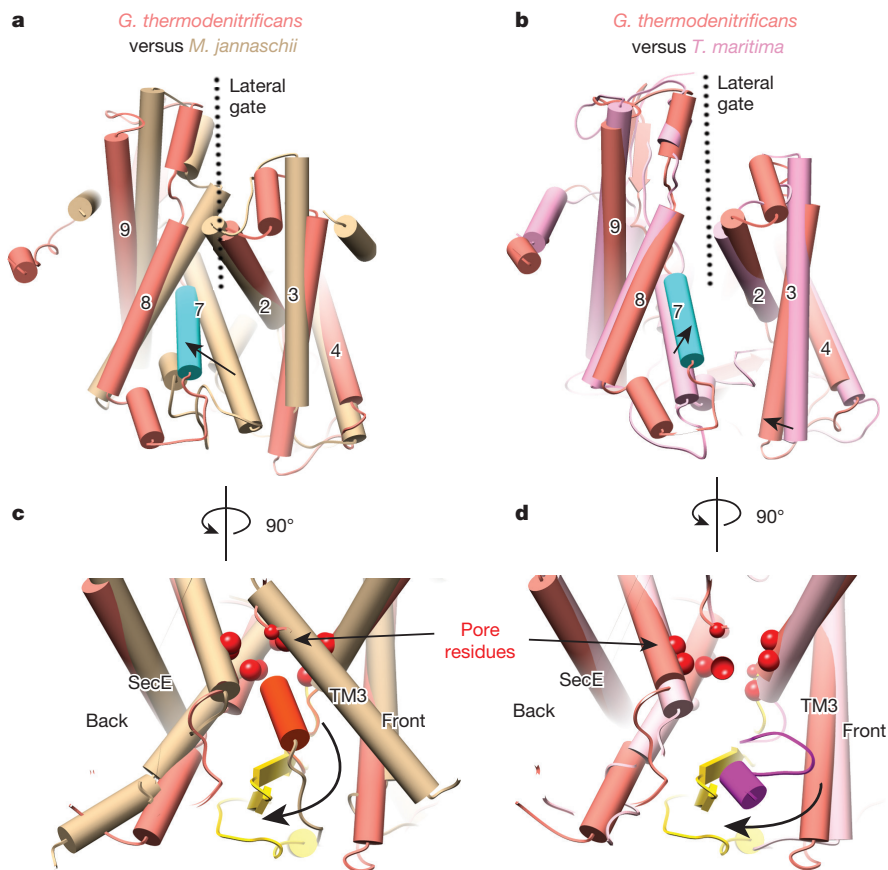 a
G. thermodenitrificans
versus M. jannaschii
Lateral
gate
9
8
7
2
3
4
b
G. thermodenitrificans
versus T. maritima
Lateral
gate
9
8
7
2
3
4
c
90°
SecE
Back
TM3
Front
Pore
residues
d
90°
SecE
Back
TM3
Front